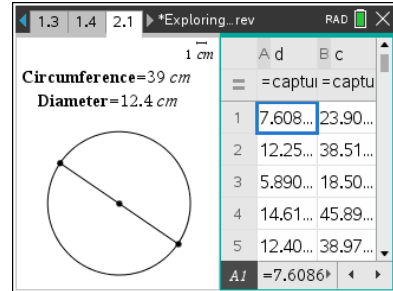 1.3 1.4 2.1 *Explorin g...rev RAD
1 cm
Circumference=39 cm
Diameter=12.4 cm
A d B c
= =captui =captu
1 7.608... 23.90...
2 12.25... 38.51...
3 5.890... 18.50...
4 14.61... 45.89...
5 12.40... 38.97...
A1 =7.6086